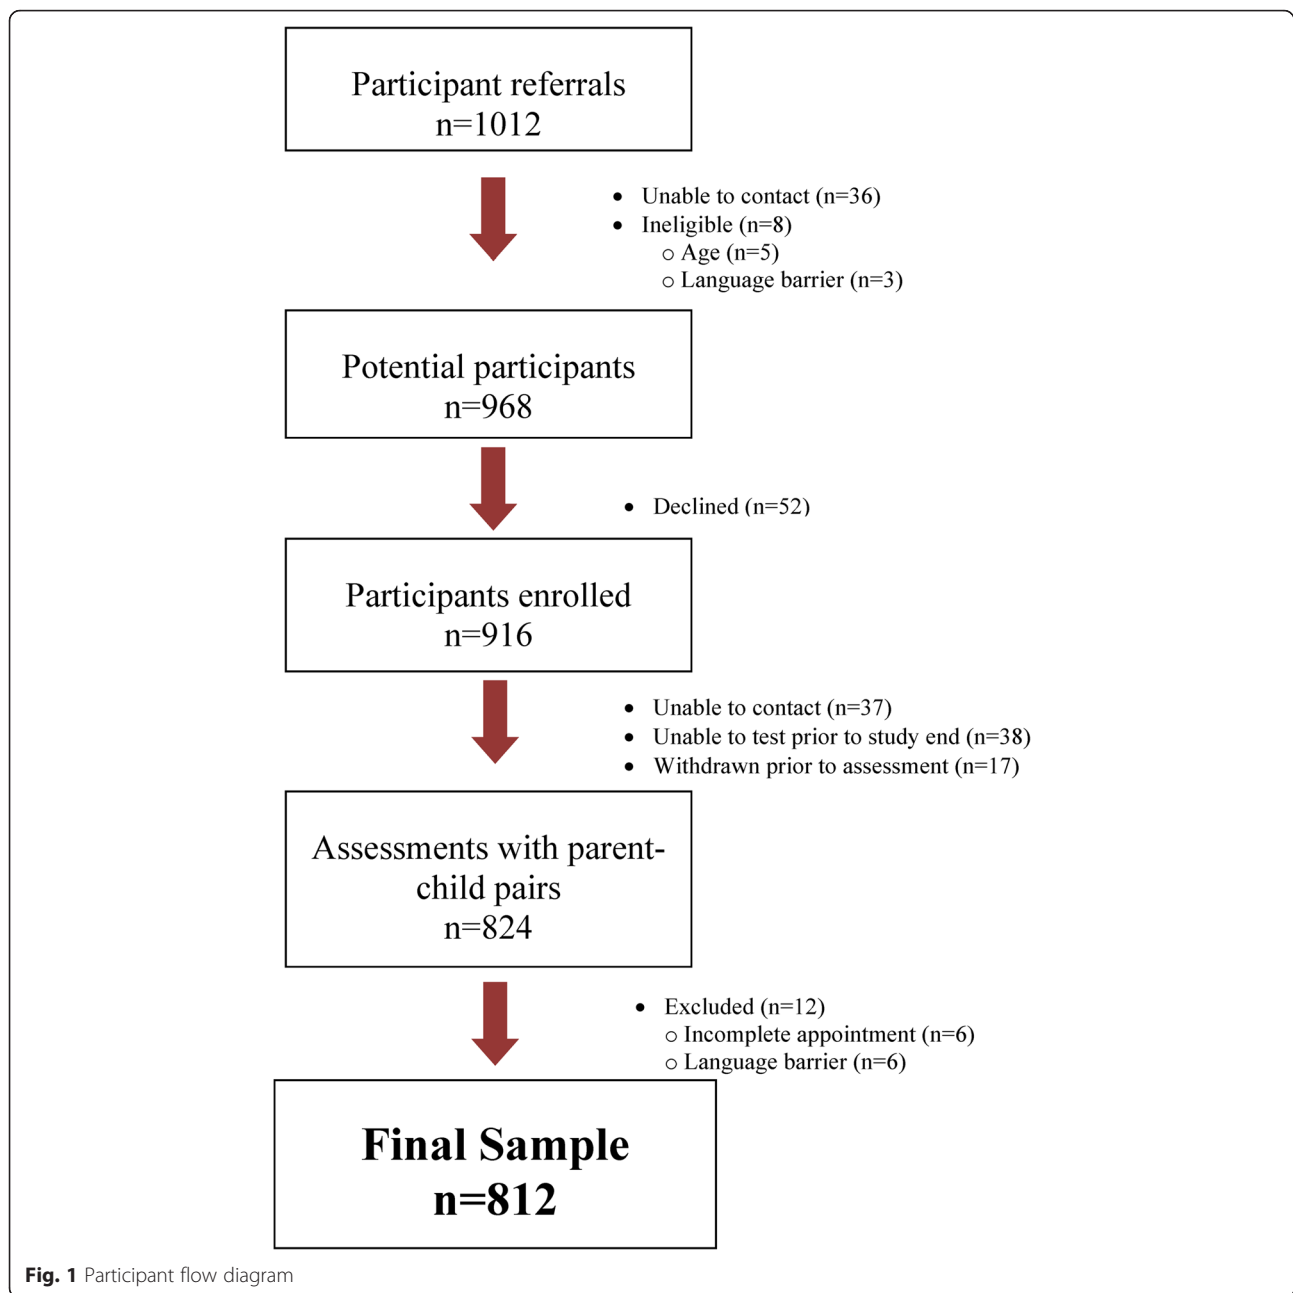 Participant referrals
n=1012
• Unable to contact (n=36)
• Ineligible (n=8)
o Age (n=5)
o Language barrier (n=3)
Potential participants
n=968
• Declined (n=52)
Participants enrolled
n=916
• Unable to contact (n=37)
• Unable to test prior to study end (n=38)
• Withdrawn prior to assessment (n=17)
Assessments with parent-
child pairs
n=824
• Excluded (n=12)
o Incomplete appointment (n=6)
o Language barrier (n=6)
Final Sample
n=812
Fig. 1 Participant flow diagram